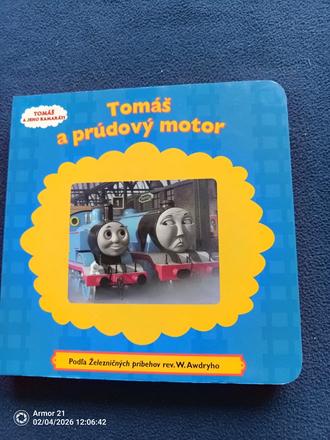 TOMÁŠ
A JEHO KAMARÁTI
Tomáš
a prúdový motor
Podľa Železničných príbehov rev. W. Awdryho
Armor 21
02/04/2026 12:06:42